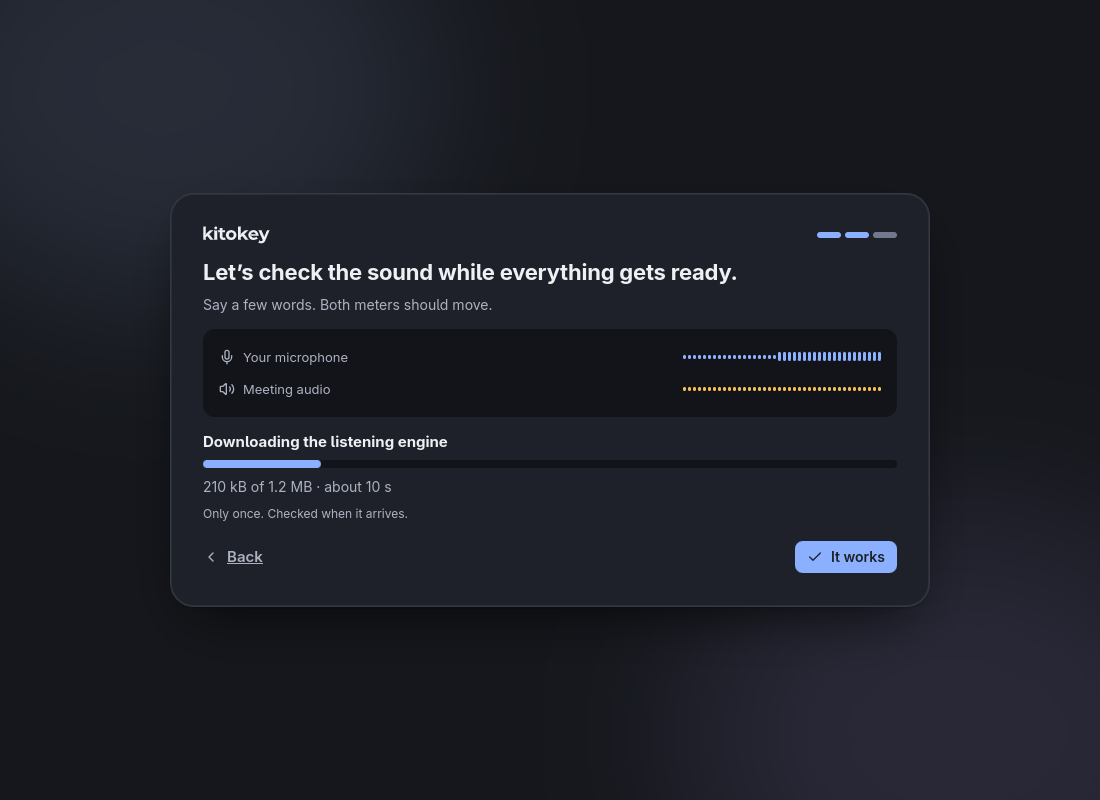 kitokey
Let’s check the sound while everything gets ready.
Say a few words. Both meters should move.
Your microphone
Meeting audio
Downloading the listening engine
210 kB of 1.2 MB · about 10 s
Only once. Checked when it arrives.
Back
It works